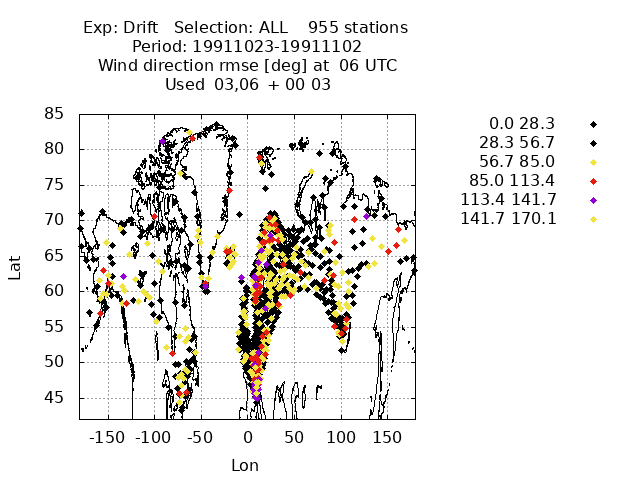 Exp: Drift   Selection: ALL    955 stations
Period: 19911023-19911102
Wind direction rmse [deg] at  06 UTC
Used  03,06  + 00 03
85
80
75
70
65
60
55
50
45
Lat
-150 -100 -50 0 50 100 150
Lon
0.0 28.3
28.3 56.7
56.7 85.0
85.0 113.4
113.4 141.7
141.7 170.1